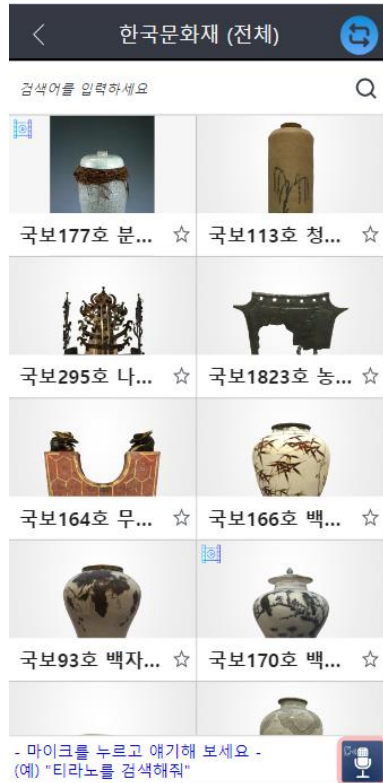 한국문화재 (전체)
검색어를 입력하세요
국보177호 분...
국보113호 청...
국보295호 나...
국보1823호 농...
국보164호 무...
국보166호 백...
국보93호 백자...
국보170호 백...
- 마이크를 누르고 얘기해 보세요 -
(예) "티라노를 검색해줘"